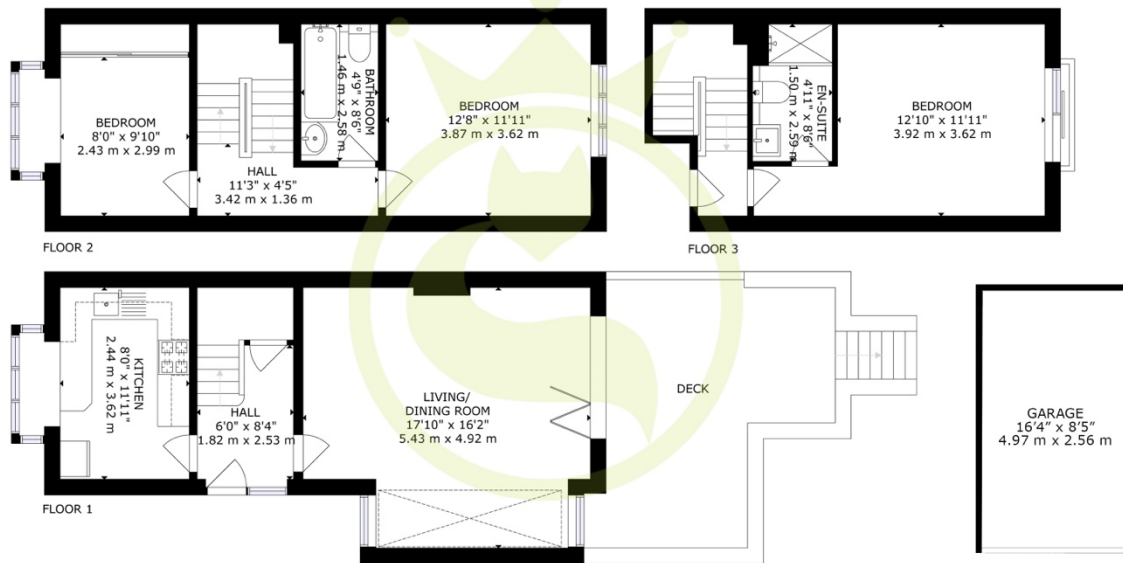 BEDROOM
8'0" x 9'10"
2.43 m x 2.99 m
HALL
11'3" x 4'5"
3.42 m x 1.36 m
BATHROOM
4'9" x 8'6"
1.46 m x 2.58 m
BEDROOM
12'8" x 11'11"
3.87 m x 3.62 m
FLOOR 2
EN-SUITE
4'11" x 8'6"
1.50 m x 2.59 m
BEDROOM
12'10" x 11'11"
3.92 m x 3.62 m
FLOOR 3
KITCHEN
8'0" x 11'11"
2.44 m x 3.62 m
HALL
6'0" x 8'4"
1.82 m x 2.53 m
LIVING/
DINING ROOM
17'10" x 16'2"
5.43 m x 4.92 m
DECK
FLOOR 1
GARAGE
16'4" x 8'5"
4.97 m x 2.56 m